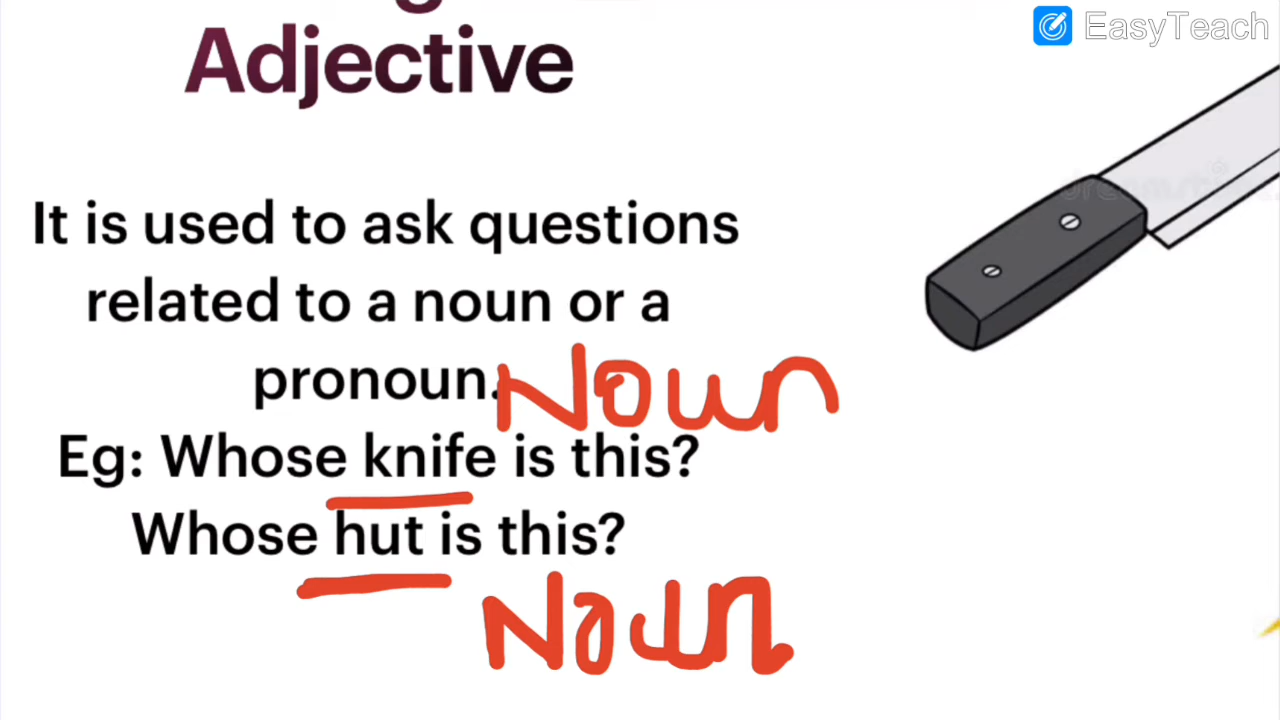 EasyTeach
Adjective
It is used to ask questions
related to a noun or a
pronoun.
Noun
Eg: Whose knife is this?
Whose hut is this?
Noun